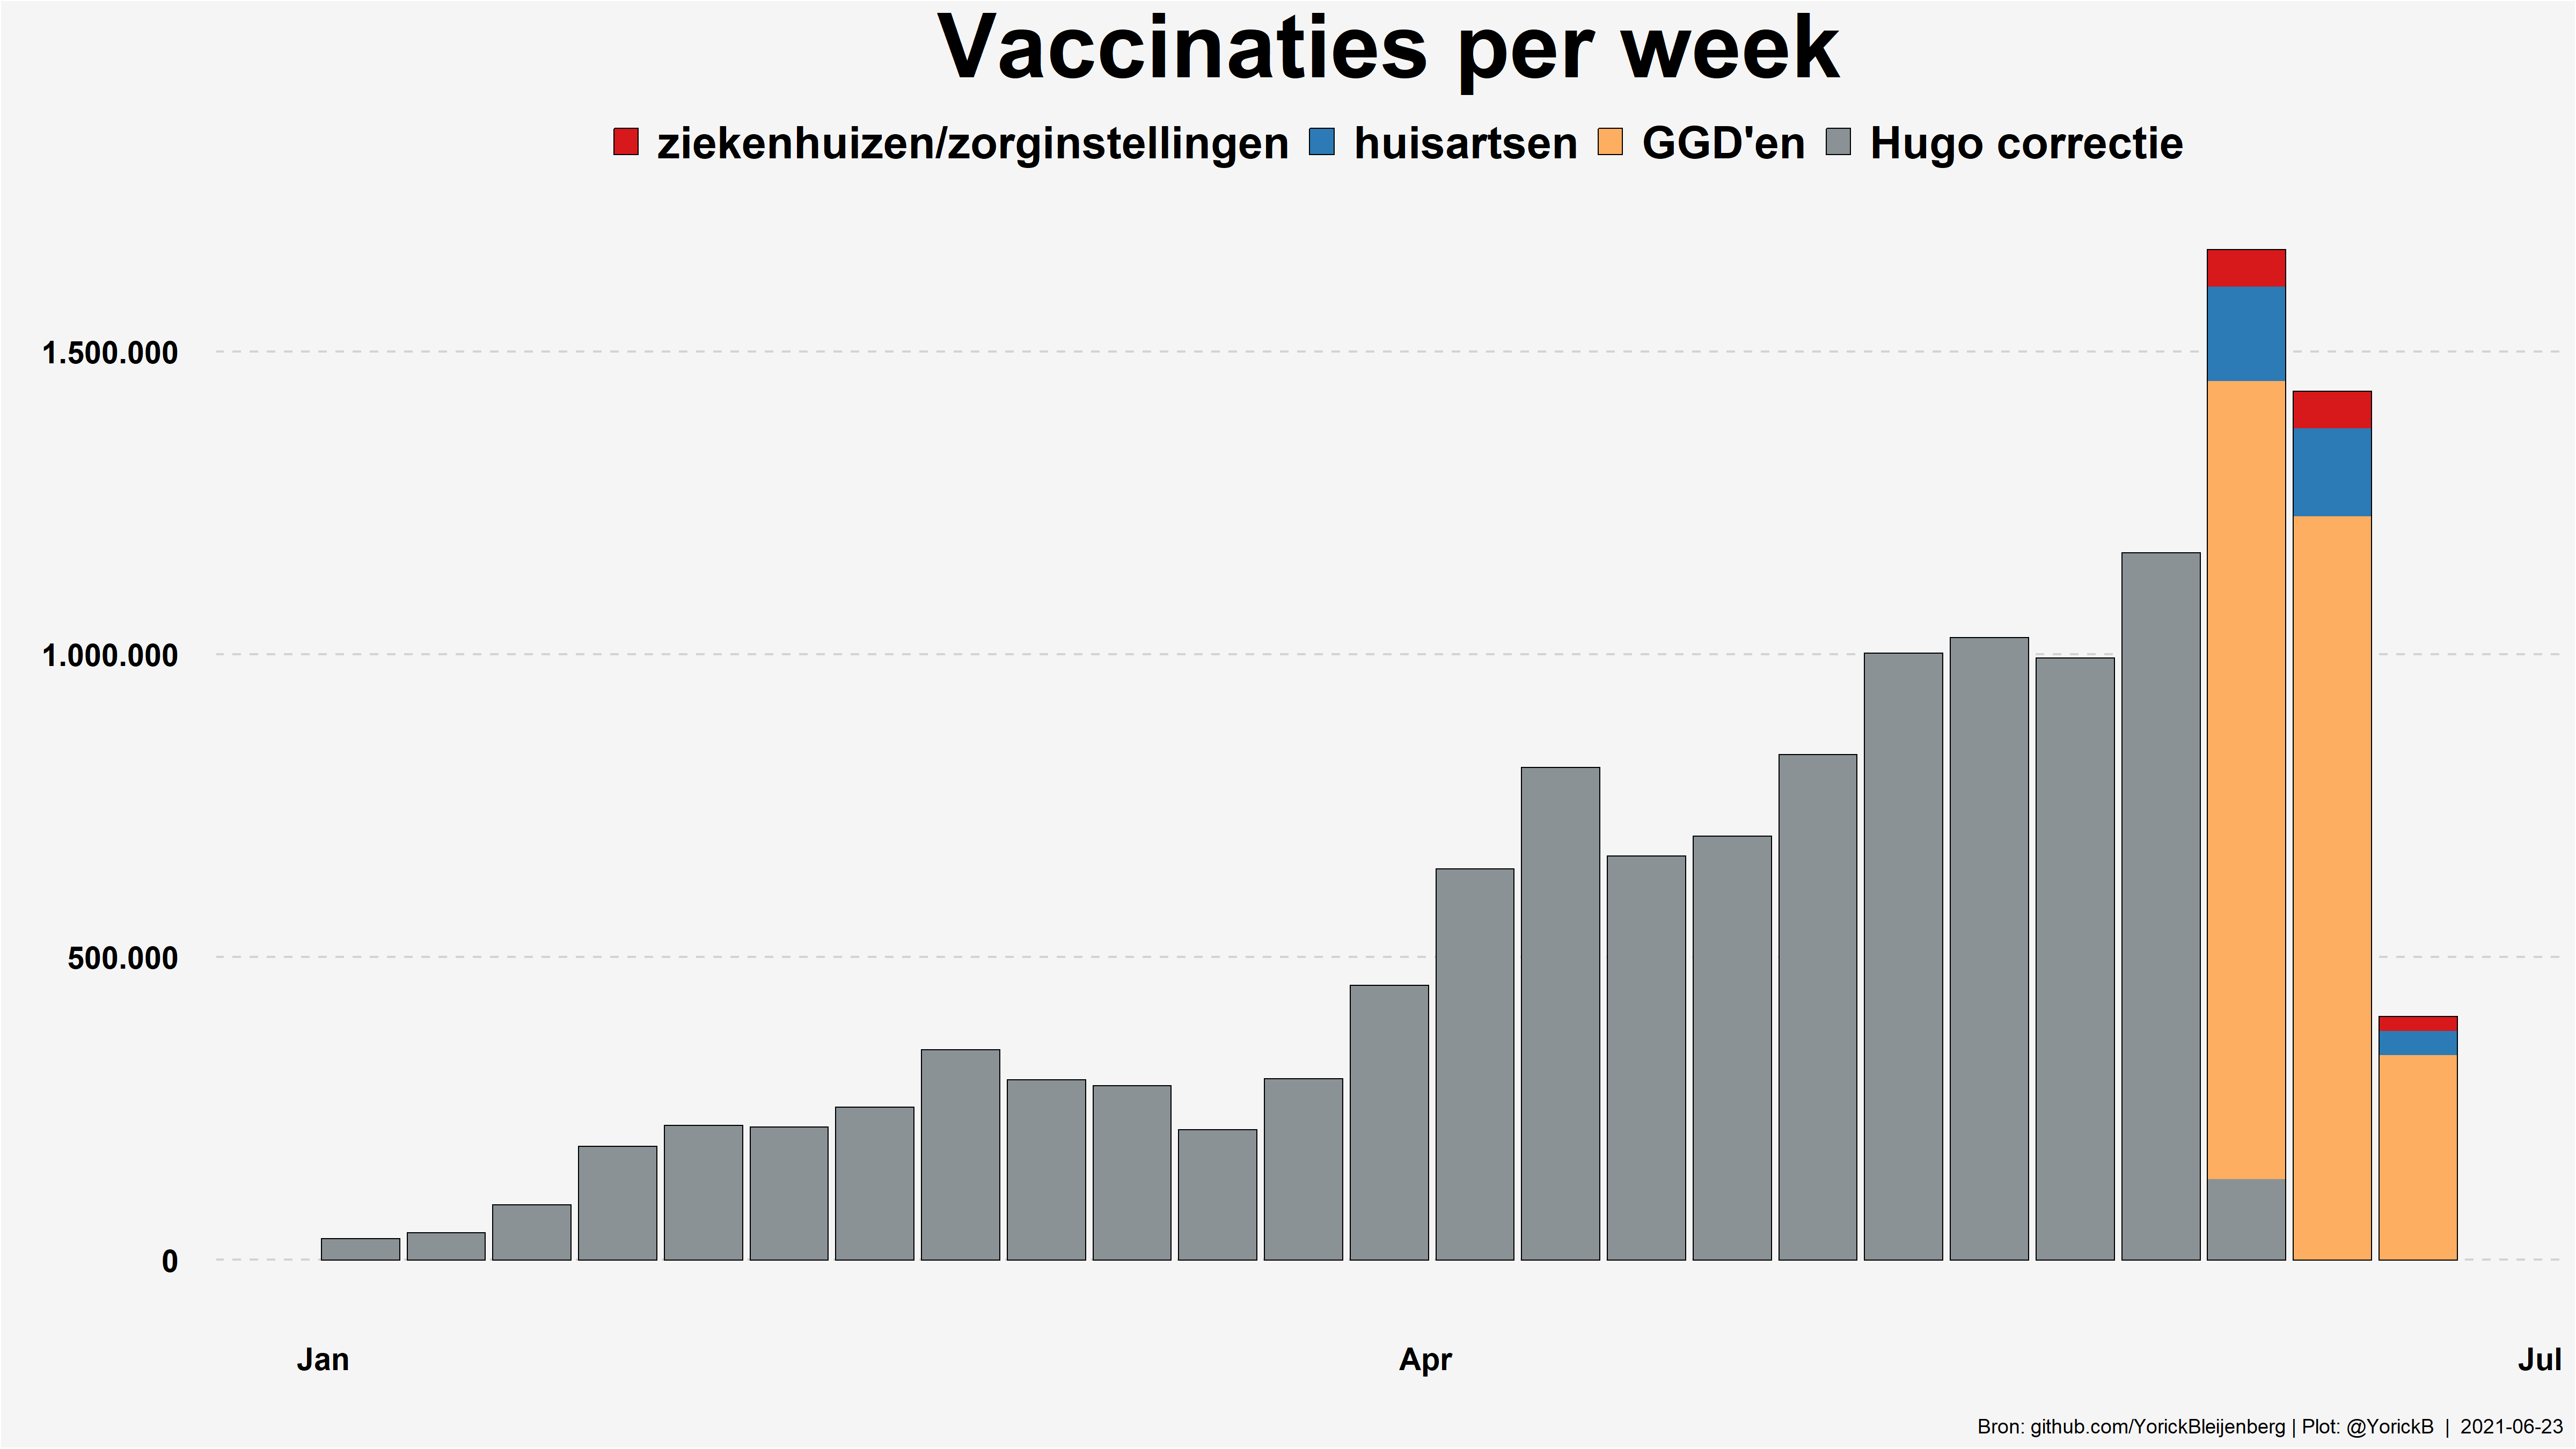 Vaccinaties per week
ziekenhuizen/zorginstellingen huisartsen GGD'en Hugo correctie
1.500.000
1.000.000
500.000
0
Jan Apr Jul
Bron: github.com/YorickBleijenberg | Plot: @YorickB | 2021-06-23